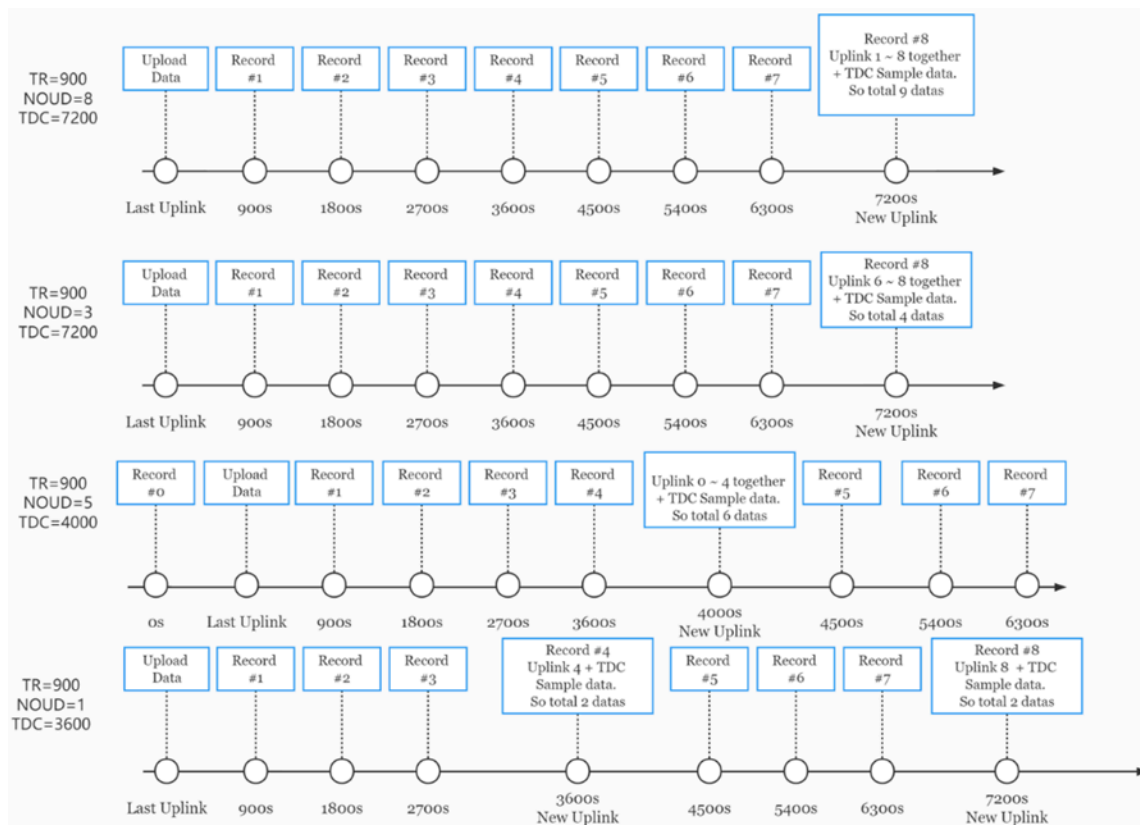 TR=900
NOUD=8
TDC=7200
Upload
Data
Record
#1
Record
#2
Record
#3
Record
#4
Record
#5
Record
#6
Record
#7
Record #8
Uplink 1 ~ 8 together
+ TDC Sample data.
So total 9 datas
Last Uplink
900s
1800s
2700s
3600s
4500s
5400s
6300s
7200s
New Uplink
TR=900
NOUD=3
TDC=7200
Upload
Data
Record
#1
Record
#2
Record
#3
Record
#4
Record
#5
Record
#6
Record
#7
Record #8
Uplink 6 ~ 8 together
+ TDC Sample data.
So total 4 datas
Last Uplink
900s
1800s
2700s
3600s
4500s
5400s
6300s
7200s
New Uplink
TR=900
NOUD=5
TDC=4000
Record
#0
Upload
Data
Record
#1
Record
#2
Record
#3
Record
#4
Uplink 0 ~ 4 together
+ TDC Sample data.
So total 6 datas
Record
#5
Record
#6
Record
#7
0s
Last Uplink
900s
1800s
2700s
3600s
4000s
New Uplink
4500s
5400s
6300s
TR=900
NOUD=1
TDC=3600
Upload
Data
Record
#1
Record
#2
Record
#3
Record #4
Uplink 4 + TDC
Sample data.
So total 2 datas
Record
#5
Record
#6
Record
#7
Record #8
Uplink 8 + TDC
Sample data.
So total 2 datas
Last Uplink
900s
1800s
2700s
3600s
New Uplink
4500s
5400s
6300s
7200s
New Uplink